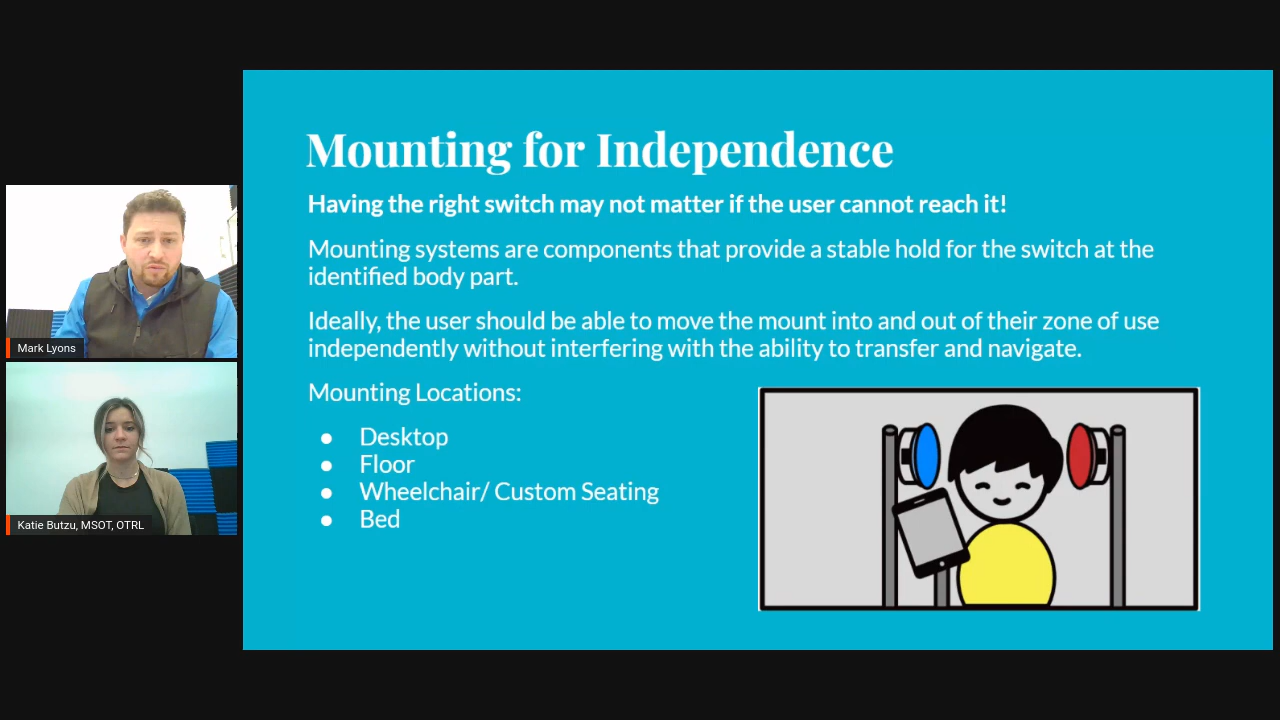 Mounting for Independence
Having the right switch may not matter if the user cannot reach it!
Mounting systems are components that provide a stable hold for the switch at the
identified body part.
Ideally, the user should be able to move the mount into and out of their zone of use
independently without interfering with the ability to transfer and navigate.
Mounting Locations:
● Desktop
● Floor
● Wheelchair/ Custom Seating
● Bed
Mark Lyons
Katie Butzu, MSOT, OTRL